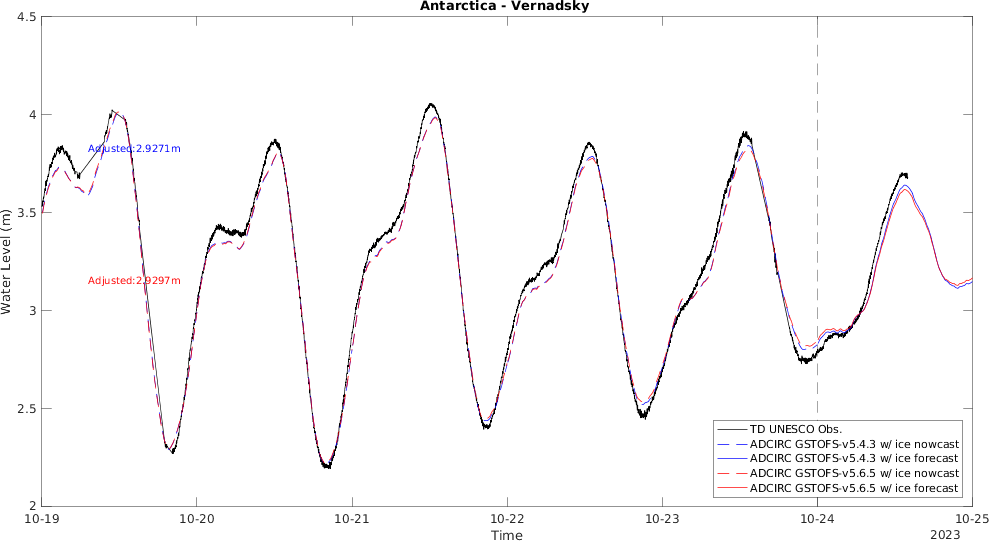 Antarctica - Vernadsky
4.5
4
3.5
3
2.5
2
Water Level (m)
Adjusted:2.9271m
Adjusted:2.9297m
TD UNESCO Obs.
ADCIRC GSTOFS-v5.4.3 w/ ice nowcast
ADCIRC GSTOFS-v5.4.3 w/ ice forecast
ADCIRC GSTOFS-v5.6.5 w/ ice nowcast
ADCIRC GSTOFS-v5.6.5 w/ ice forecast
10-19 10-20 10-21 10-22 10-23 10-24 10-25
Time
2023